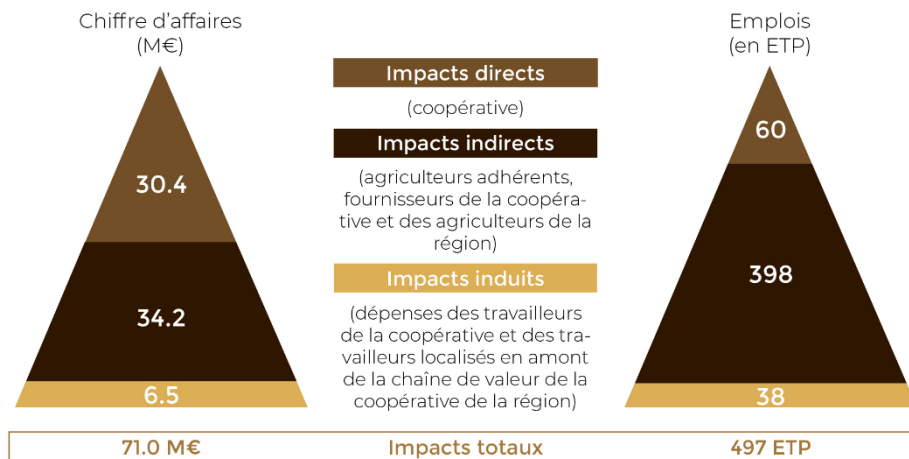 Chiffre d'affaires
(M€)
30.4
34.2
6.5
Impacts directs
(coopérative)
Impacts indirects
(agriculteurs adhérents,
fournisseurs de la coopéra-
tive et des agriculteurs de la
région)
Impacts induits
(dépenses des travailleurs
de la coopérative et des tra-
vailleurs localisés en amont
de la chaîne de valeur de la
coopérative de la région)
Emplois
(en ETP)
60
398
38
71.0 M€ Impacts totaux 497 ETP